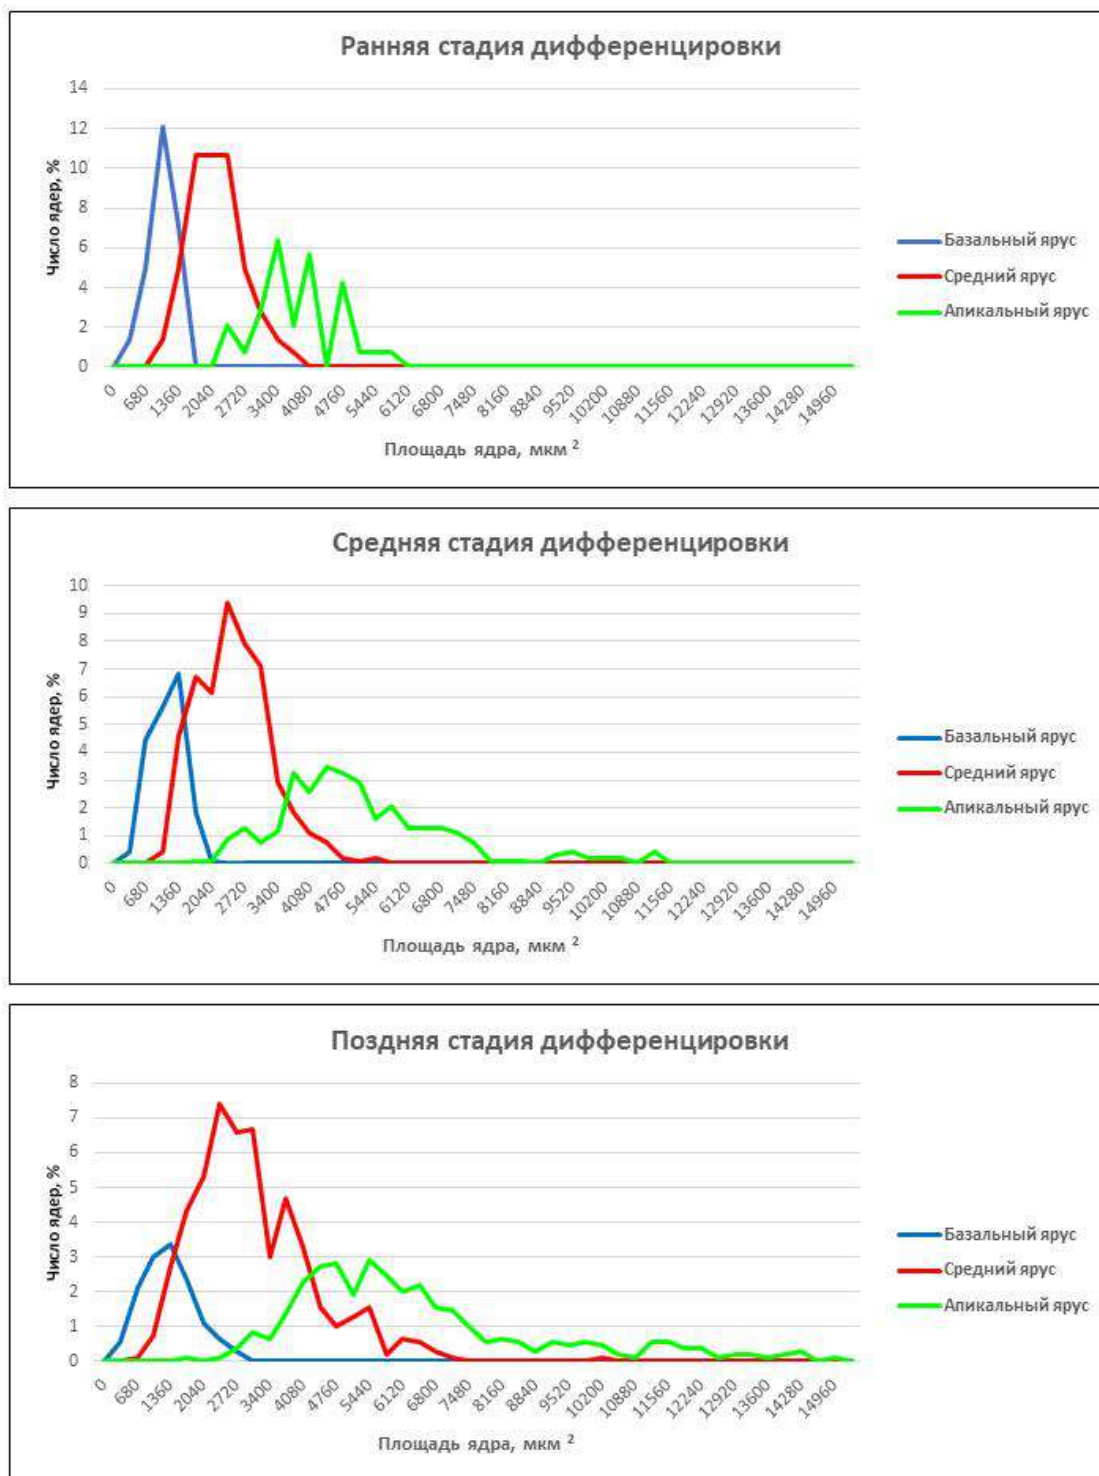 Ранняя стадия дифференцировки
14
12
10
8
6
4
2
0
Число ядер, %
0 680 1360 2040 2720 3400 4080 4760 5440 6120 6800 7480 8160 8840 9520 10200 10880 11560 12240 12920 13600 14280 14960
Площадь ядра, мкм ²
Базальный ярус
Средний ярус
Апикальный ярус
Средняя стадия дифференцировки
10
9
8
7
6
5
4
3
2
1
0
Число ядер, %
0 680 1360 2040 2720 3400 4080 4760 5440 6120 6800 7480 8160 8840 9520 10200 10880 11560 12240 12920 13600 14280 14960
Площадь ядра, мкм ²
Базальный ярус
Средний ярус
Апикальный ярус
Поздняя стадия дифференцировки
8
7
6
5
4
3
2
1
0
Число ядер, %
0 680 1360 2040 2720 3400 4080 4760 5440 6120 6800 7480 8160 8840 9520 10200 10880 11560 12240 12920 13600 14280 14960
Площадь ядра, мкм ²
Базальный ярус
Средний ярус
Апикальный ярус